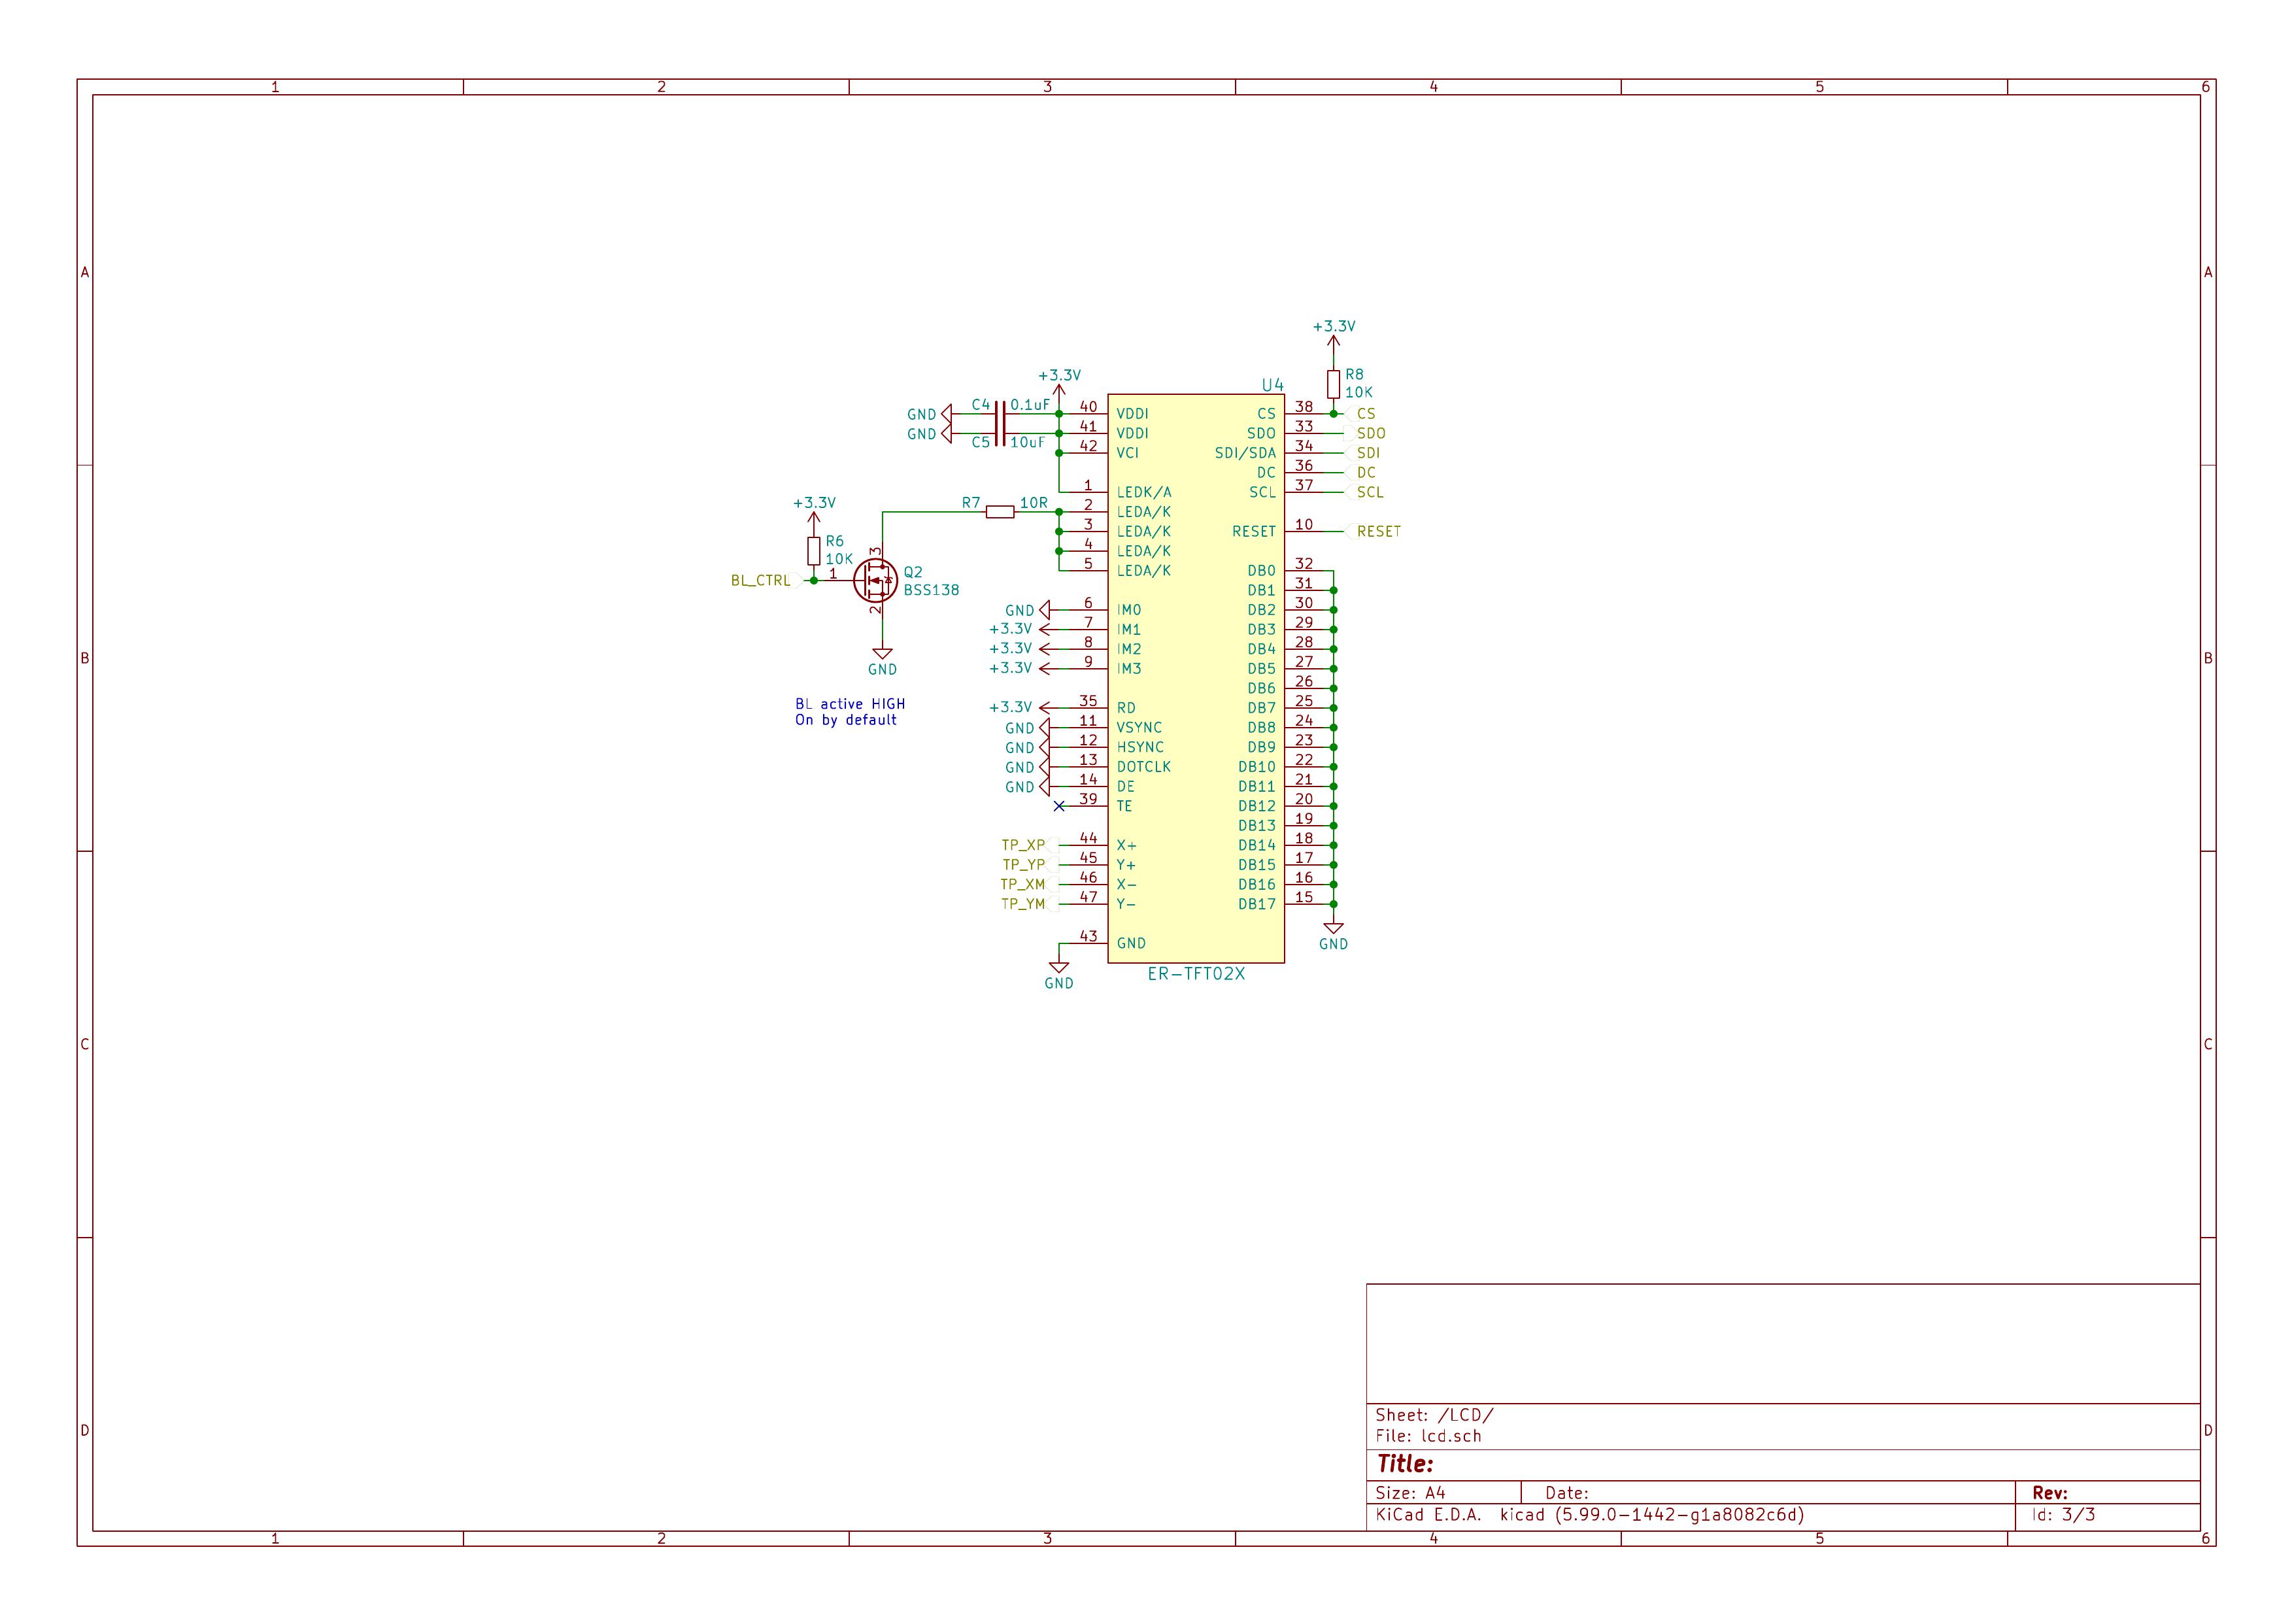 1 2 3 4 5 6
A A
+3.3V
R8
10K
+3.3V
U4
GND C4 0.1uF 40 VDDI CS 38 CS
GND C5 10uF 41 VDDI SDO 33 SDO
42 VCI SDI/SDA 34 SDI
DC 36 DC
1 LEDK/A SCL 37 SCL
R7 10R 2 LEDA/K
3 LEDA/K RESET 10 RESET
4 LEDA/K
5 LEDA/K DB0 32
+3.3V
R6
10K
BL_CTRL 1 3 2 Q2
BSS138
GND
BL active HIGH
On by default
DB1 31
GND 6 IM0 DB2 30
+3.3V 7 IM1 DB3 29
+3.3V 8 IM2 DB4 28
+3.3V 9 IM3 DB5 27
DB6 26
+3.3V 35 RD DB7 25
GND 11 VSYNC DB8 24
GND 12 HSYNC DB9 23
GND 13 DOTCLK DB10 22
GND 14 DE DB11 21
39 TE DB12 20
DB13 19
TP_XP 44 X+ DB14 18
TP_YP 45 Y+ DB15 17
TP_XM 46 X- DB16 16
TP_YM 47 Y- DB17 15
GND
43 GND
GND
ER-TFT02X
B B
C C
D D
Sheet: /LCD/
File: lcd.sch
Title:
Size: A4 Date: Rev:
KiCad E.D.A. kicad (5.99.0-1442-g1a8082c6d) Id: 3/3
1 2 3 4 5 6